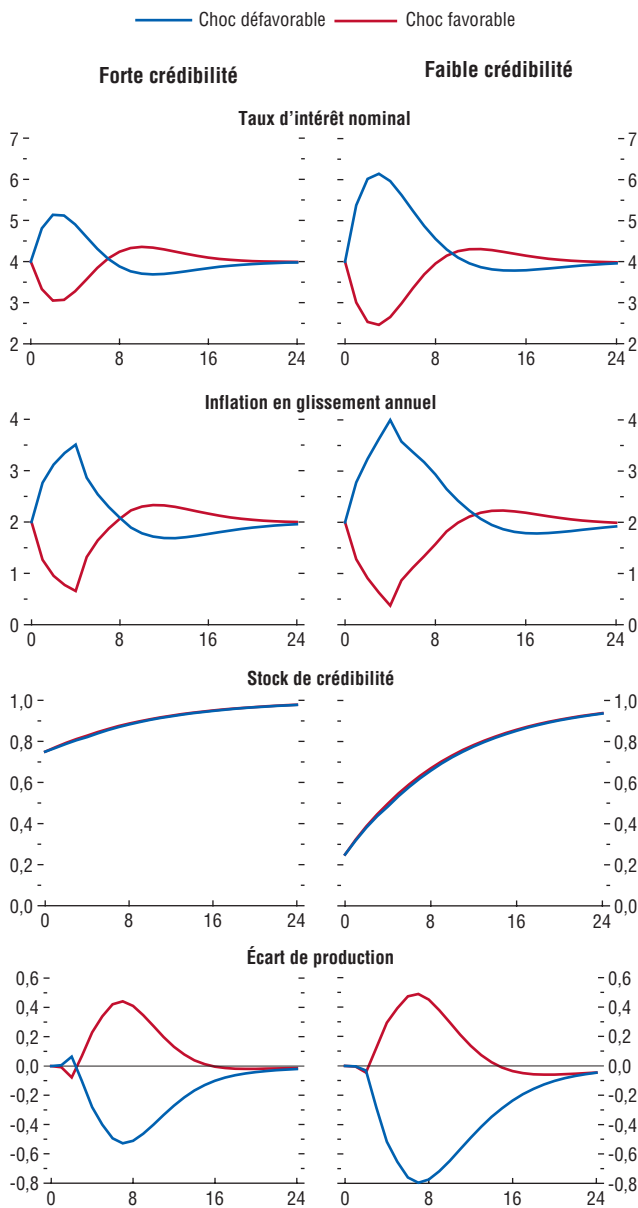 Choc défavorable Choc favorable
Forte crédibilité Faible crédibilité
Taux d'intérêt nominal
7 7
6 6
5 5
4 4
3 3
2 2
0 8 16 24 0 8 16 24
Inflation en glissement annuel
4 4
3 3
2 2
1 1
0 0
0 8 16 24 0 8 16 24
Stock de crédibilité
1,0 1,0
0,8 0,8
0,6 0,6
0,4 0,4
0,2 0,2
0,0 0,0
0 8 16 24 0 8 16 24
Écart de production
0,6 0,6
0,4 0,4
0,2 0,2
0,0 0,0
-0,2 -0,2
-0,4 -0,4
-0,6 -0,6
-0,8 -0,8
0 8 16 24 0 8 16 24